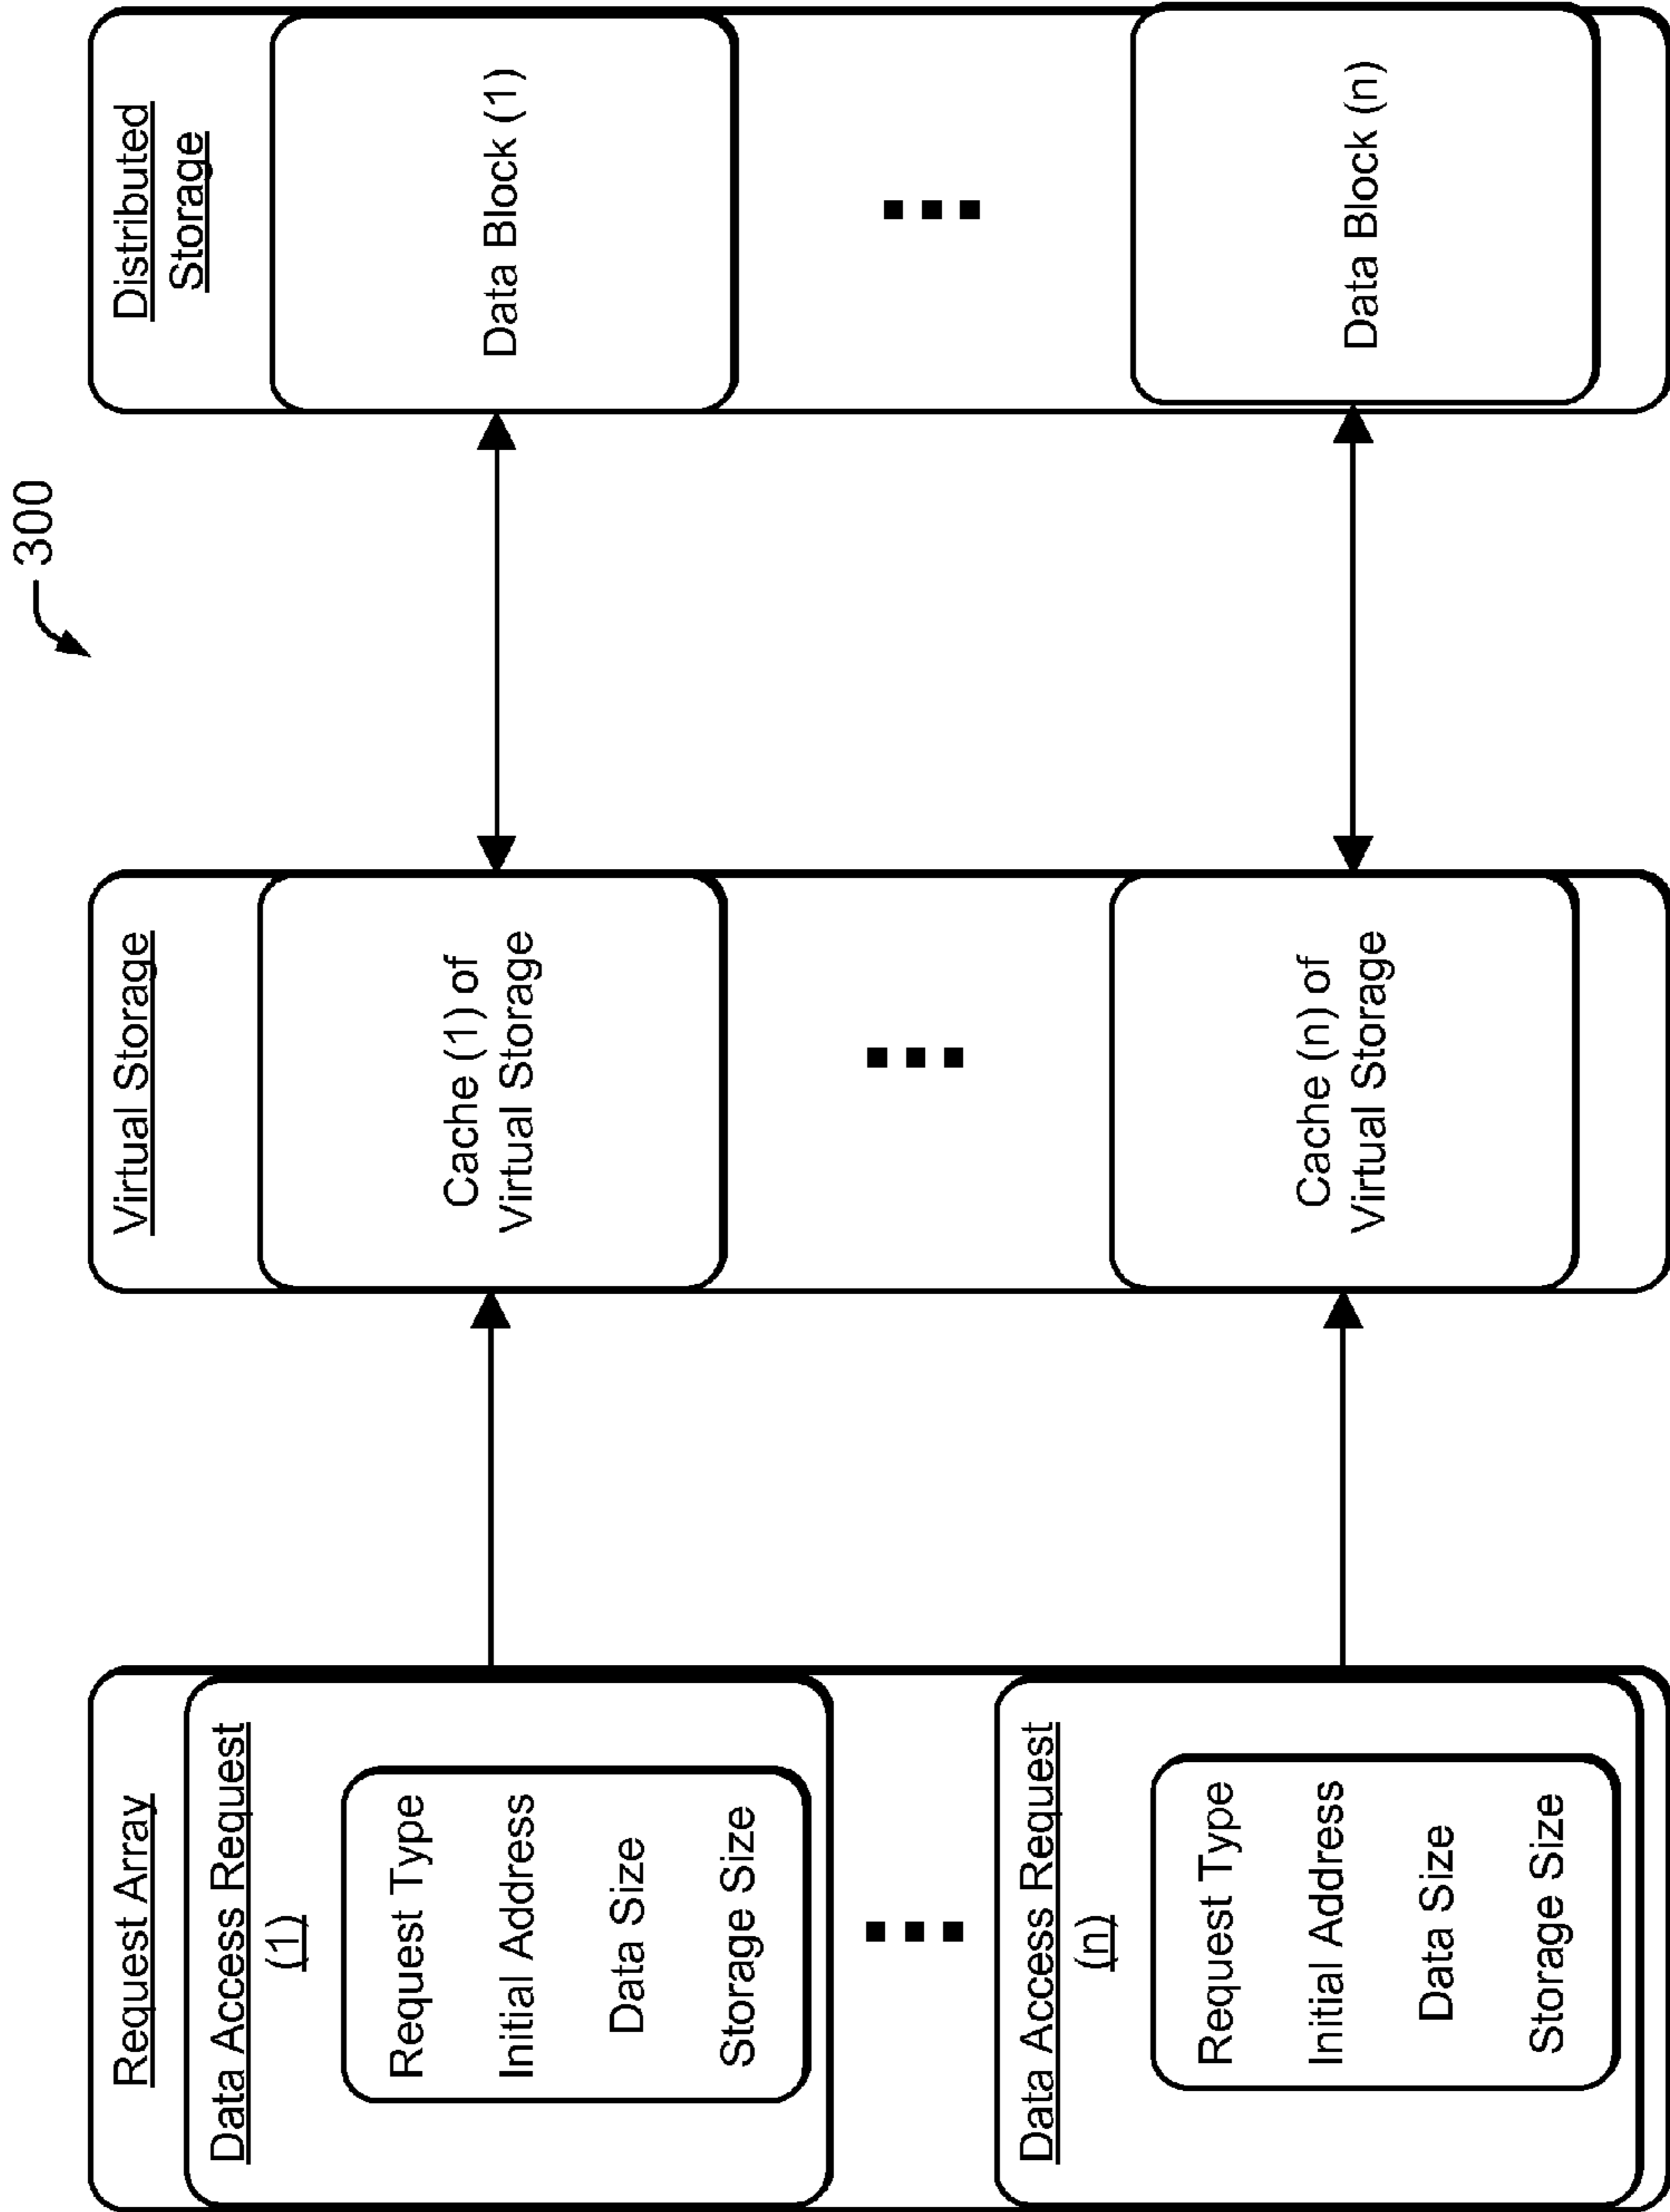 300
Request Array
Data Access Request
(1)
Request Type
Initial Address
Data Size
Storage Size
Data Access Request
(n)
Request Type
Initial Address
Data Size
Storage Size
Virtual Storage
Cache (1) of
Virtual Storage
Cache (n) of
Virtual Storage
Distributed
Storage
Data Block (1)
Data Block (n)